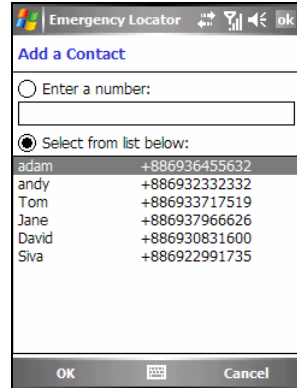 Emergency Locator ok
Add a Contact
Enter a number:
Select from list below:
adam +886936455632
andy +886932332332
Tom +886933717519
Jane +886937966626
David +886930831600
Siva +886922991735
OK Cancel